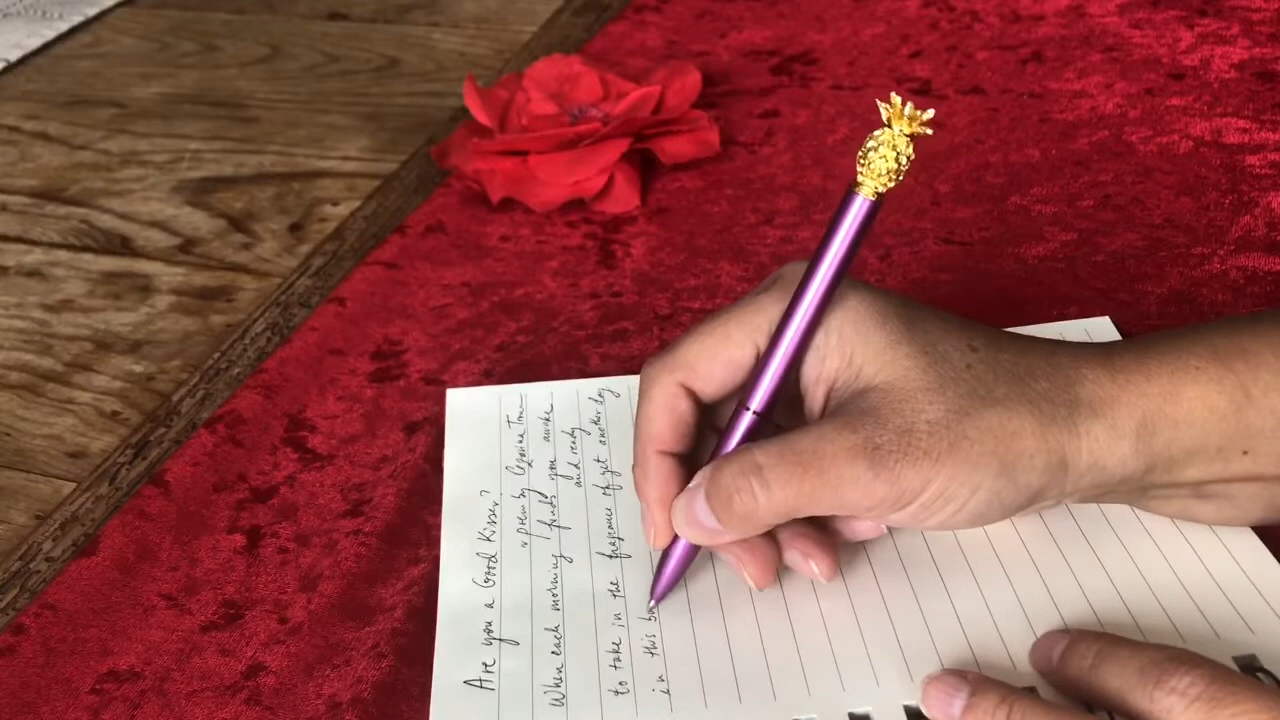 Are you a Good Kisser?
a poem by
When each morning finds you awake
and ready
to take in the fragrance of yet another day
in this